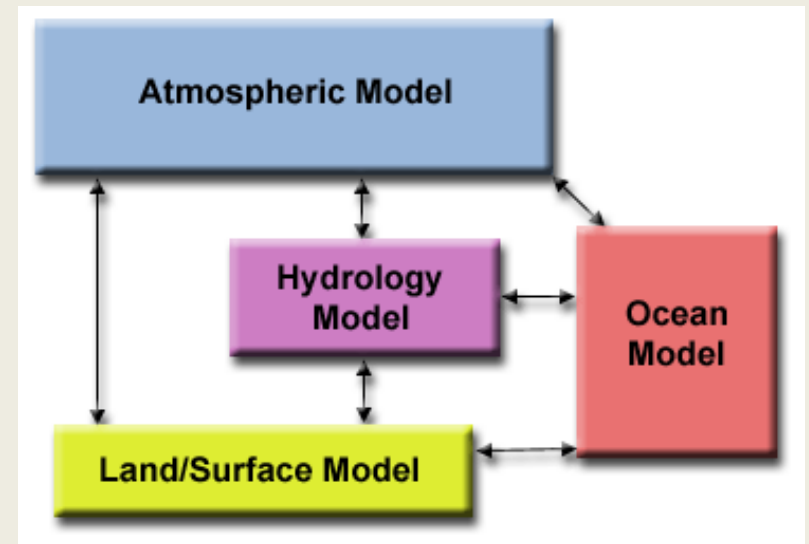 Atmospheric Model
Hydrology
Model
Ocean
Model
Land/Surface Model